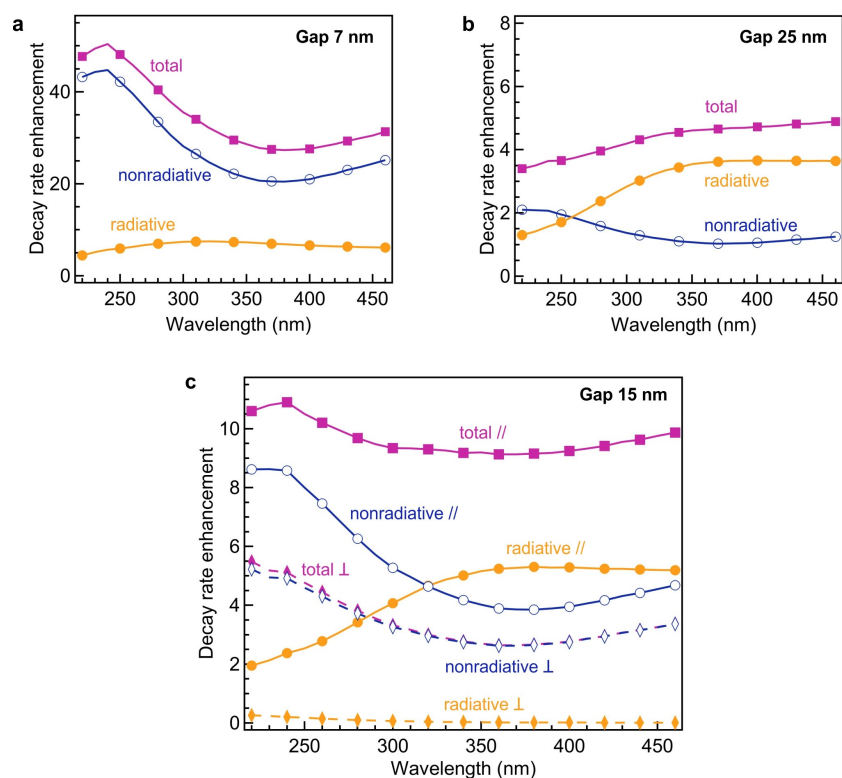 a
Gap 7 nm
Decay rate enhancement
40
20
0
total
nonradiative
radiative
250
300
350
400
450
Wavelength (nm)
b
Gap 25 nm
Decay rate enhancement
8
6
4
2
0
total
radiative
nonradiative
250
300
350
400
450
Wavelength (nm)
c
Gap 15 nm
Decay rate enhancement
10
8
6
4
2
0
total //
nonradiative //
radiative //
total ⊥
nonradiative ⊥
radiative ⊥
250
300
350
400
450
Wavelength (nm)